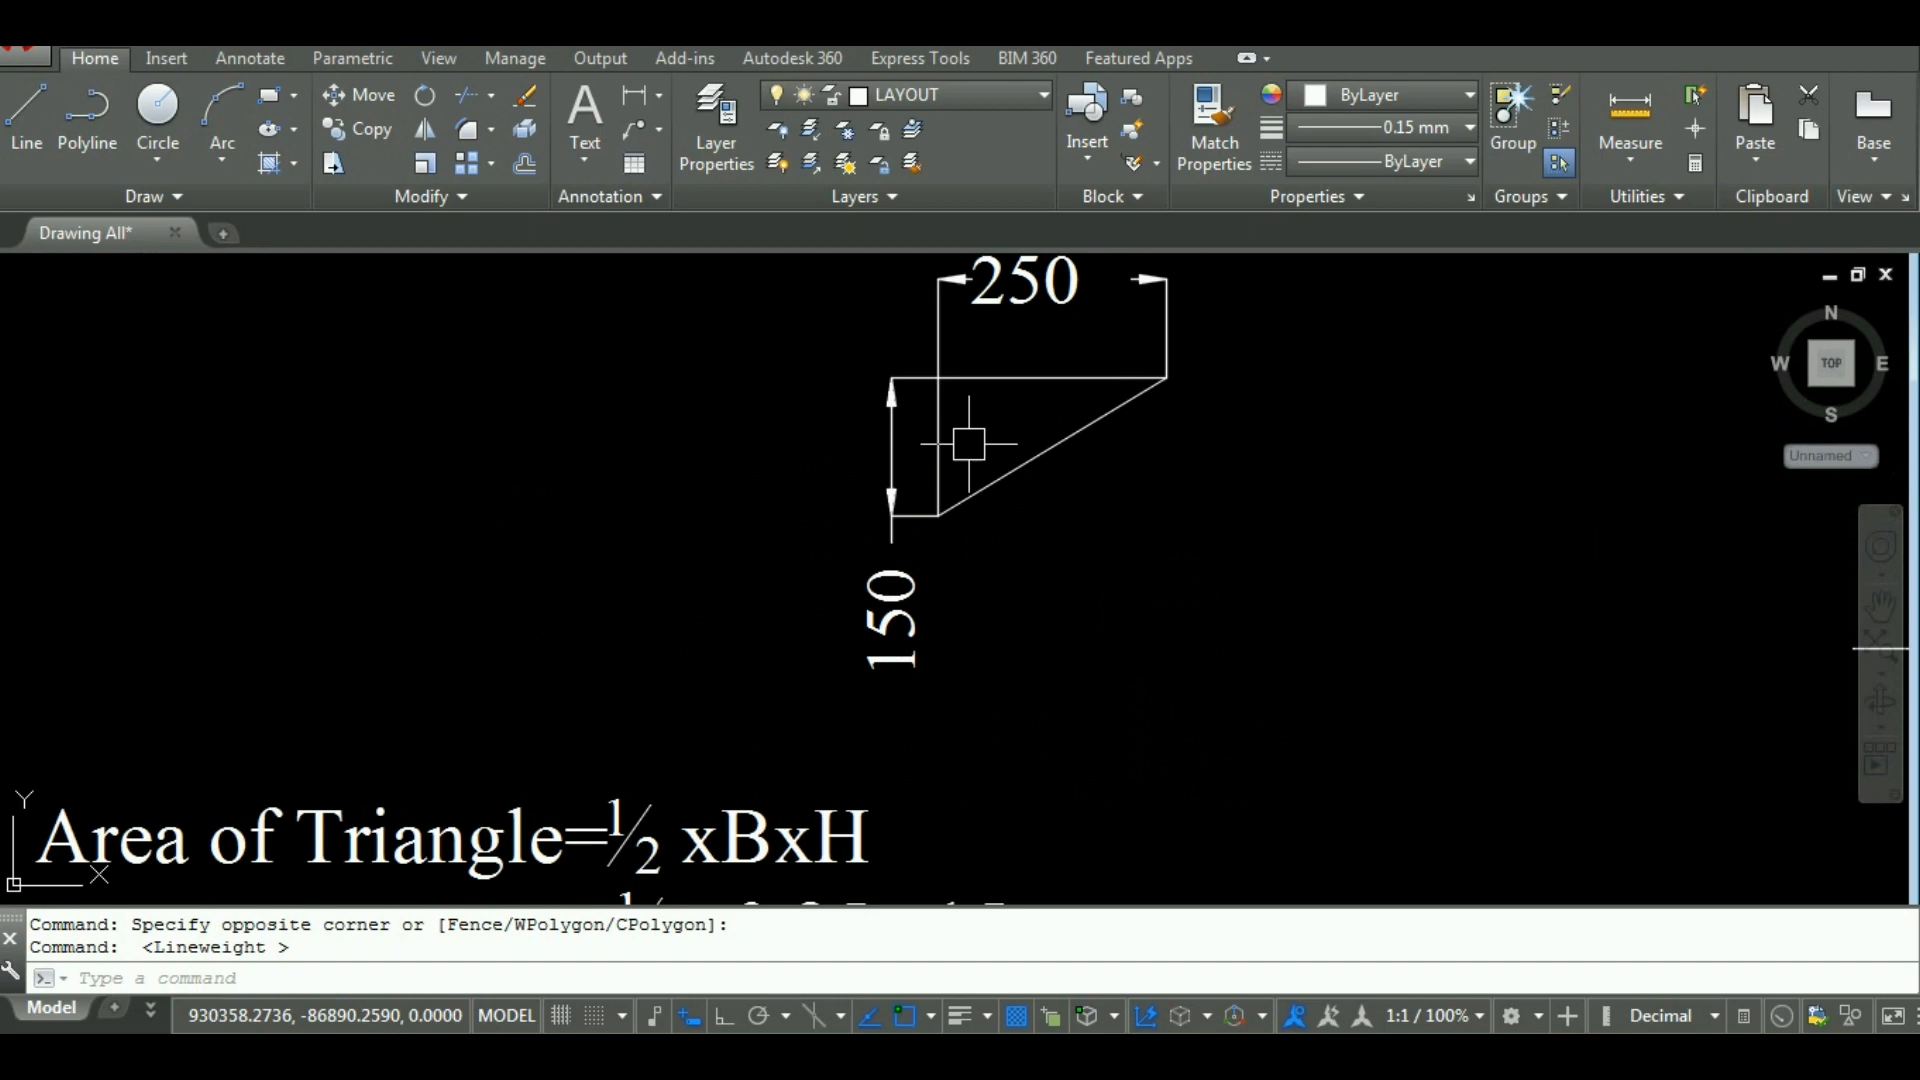 Home Insert Annotate Parametric View Manage Output Add-ins Autodesk 360 Express Tools BIM 360 Featured Apps
Line Polyline Circle Arc
Move
Copy
Text
Layer Properties
LAYOUT
Insert
Match Properties
ByLayer
0.15 mm
ByLayer
Group
Measure
Paste
Base
Draw Modify Annotation Layers Block Properties Groups Utilities Clipboard View
Drawing All*
250
150
N
W TOP E
S
Unnamed
Y
X
Area of Triangle=½ xBxH
Command: Specify opposite corner or [Fence/WPolygon/CPolygon]:
Command: <Lineweight >
Type a command
Model 930358.2736, -86890.2590, 0.0000 MODEL 1:1 / 100% Decimal